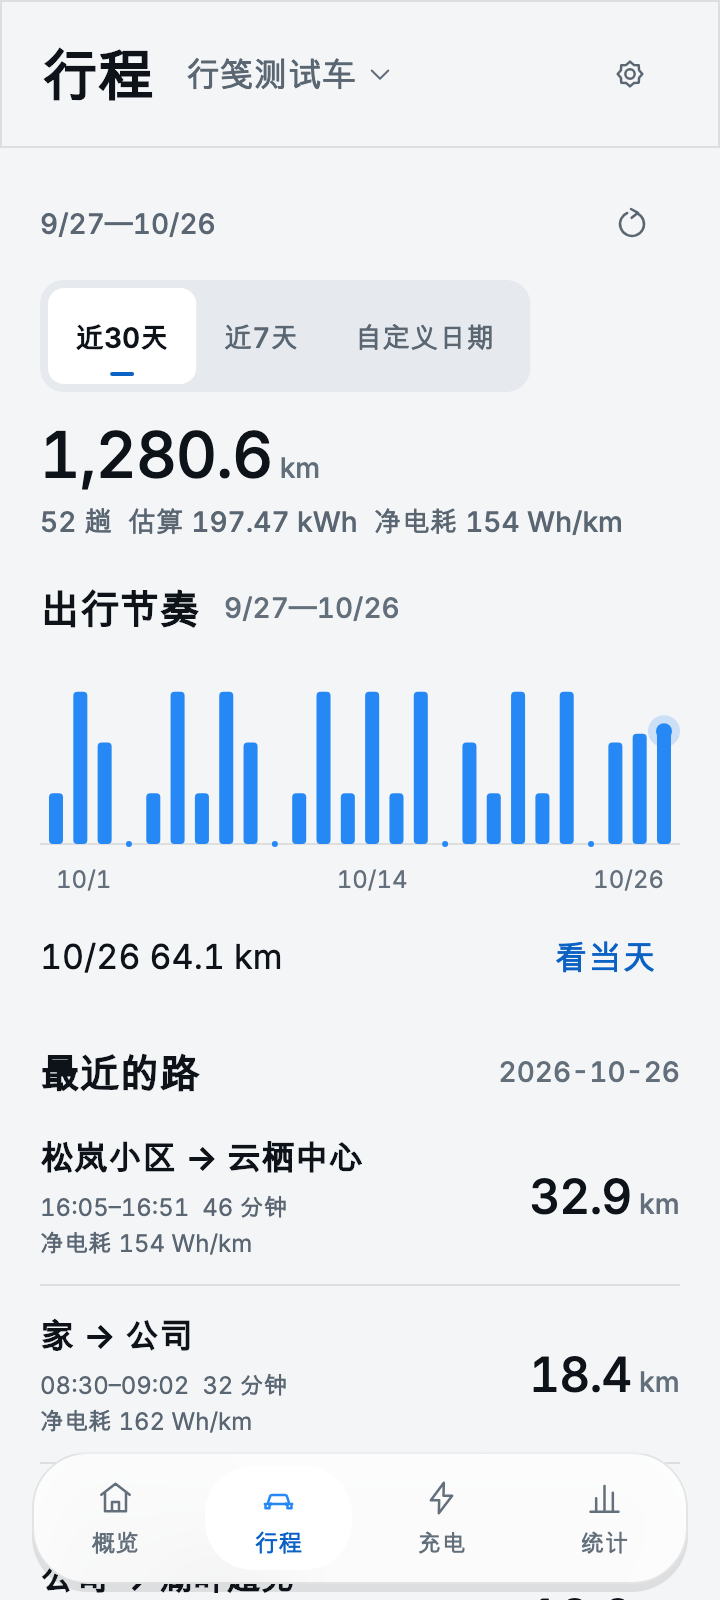 行程 行笺测试车
9/27—10/26
近30天 近7天 自定义日期
1,280.6 km
52 趟 估算 197.47 kWh 净电耗 154 Wh/km
出行节奏 9/27—10/26
10/1 10/14 10/26
10/26 64.1 km 看当天
最近的路 2026-10-26
松岚小区 → 云栖中心
16:05–16:51 46 分钟
净电耗 154 Wh/km
32.9 km
家 → 公司
08:30–09:02 32 分钟
净电耗 162 Wh/km
18.4 km
概览 行程 充电 统计